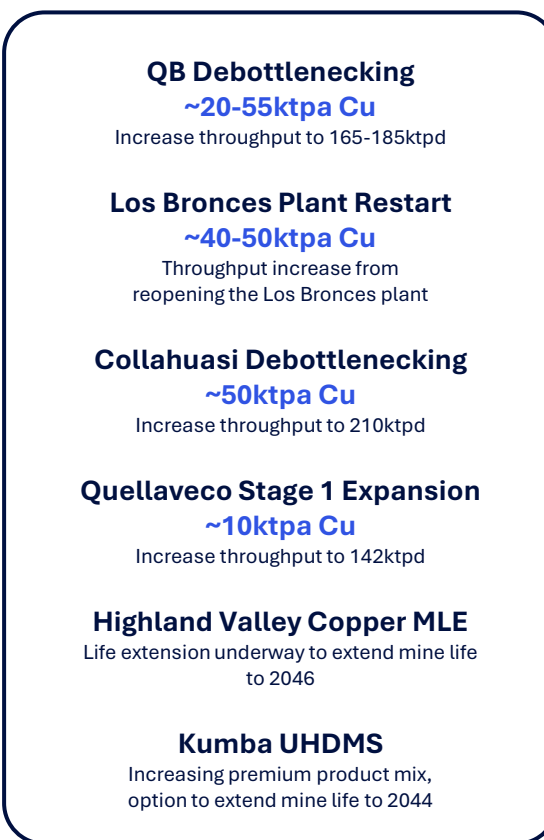 QB Debottlenecking
~20-55ktpa Cu
Increase throughput to 165-185ktpd
Los Bronces Plant Restart
~40-50ktpa Cu
Throughput increase from
reopening the Los Bronces plant
Collahuasi Debottlenecking
~50ktpa Cu
Increase throughput to 210ktpd
Quellaveco Stage 1 Expansion
~10ktpa Cu
Increase throughput to 142ktpd
Highland Valley Copper MLE
Life extension underway to extend mine life
to 2046
Kumba UHDMS
Increasing premium product mix,
option to extend mine life to 2044